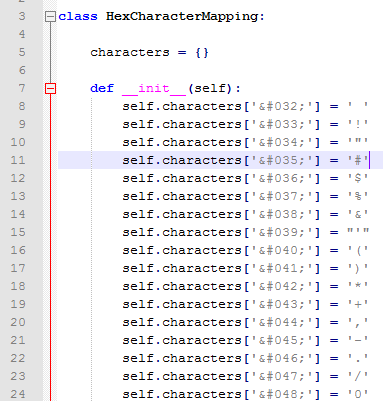 3 class HexCharacterMapping:
4
5 characters = {}
6
7 def __init__(self):
8 self.characters['&#032;'] = ' '
9 self.characters['&#033;'] = '!'
10 self.characters['&#034;'] = '"'
11 self.characters['&#035;'] = '#'
12 self.characters['&#036;'] = '$'
13 self.characters['&#037;'] = '%'
14 self.characters['&#038;'] = '&'
15 self.characters['&#039;'] = "'"
16 self.characters['&#040;'] = '('
17 self.characters['&#041;'] = ')'
18 self.characters['&#042;'] = '*'
19 self.characters['&#043;'] = '+'
20 self.characters['&#044;'] = ','
21 self.characters['&#045;'] = '-'
22 self.characters['&#046;'] = '.'
23 self.characters['&#047;'] = '/'
24 self.characters['&#048;'] = '0'